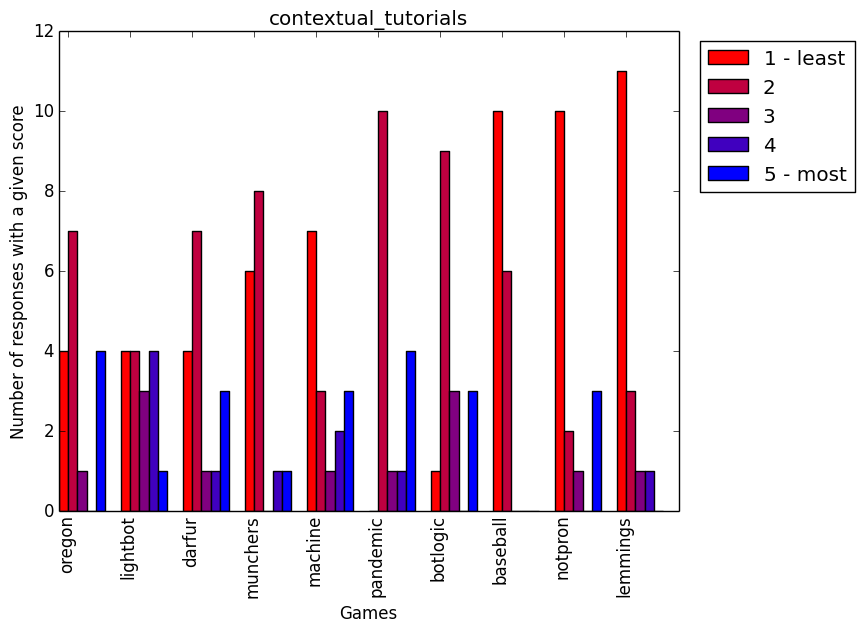 contextual_tutorials
12
10
8
6
4
2
0
Number of responses with a given score
oregon
lightbot
darfur
munchers
machine
pandemic
botlogic
baseball
notpron
lemmings
Games
1 - least
2
3
4
5 - most